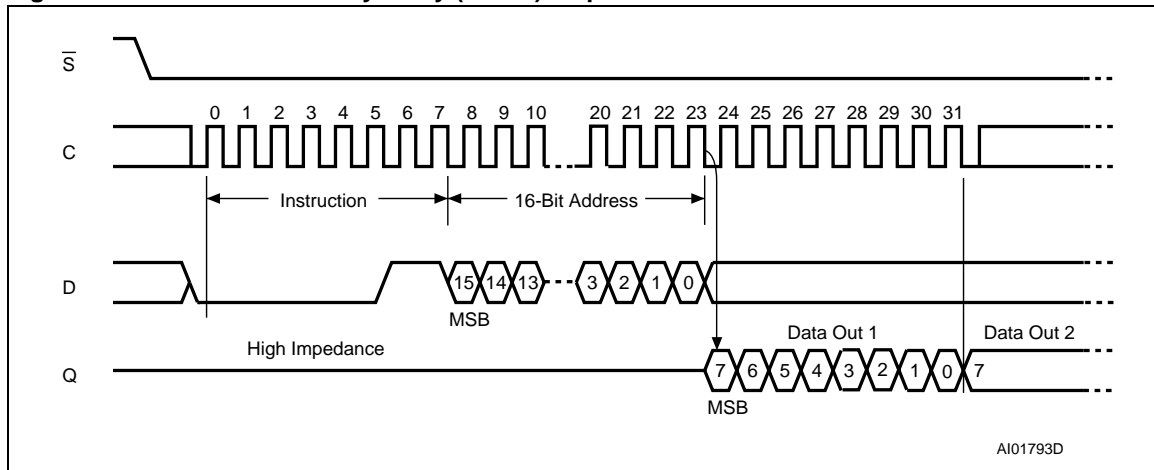 S
0 1 2 3 4 5 6 7 8 9 10 20 21 22 23 24 25 26 27 28 29 30 31
C
Instruction 16-Bit Address
D
15 14 13 3 2 1 0
MSB
High Impedance
Data Out 1 Data Out 2
Q
7 6 5 4 3 2 1 0 7
MSB
AI01793D